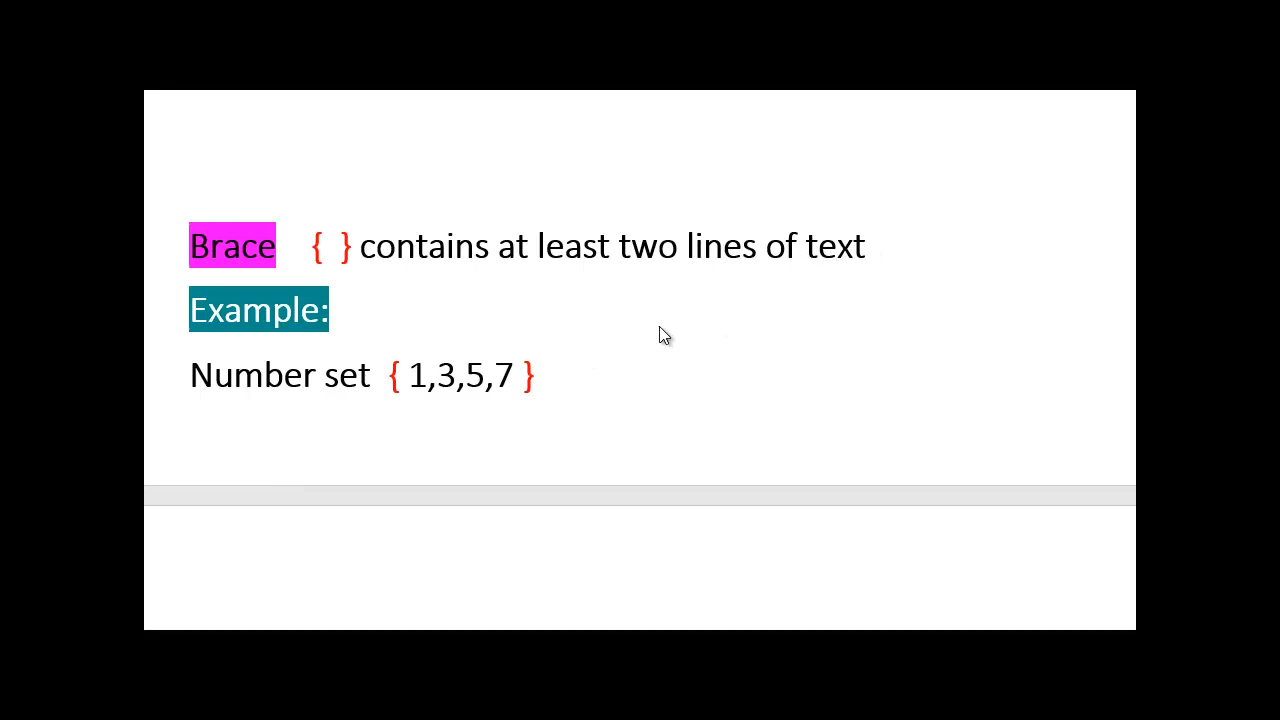 Brace { } contains at least two lines of text
Example:
Number set { 1,3,5,7 }